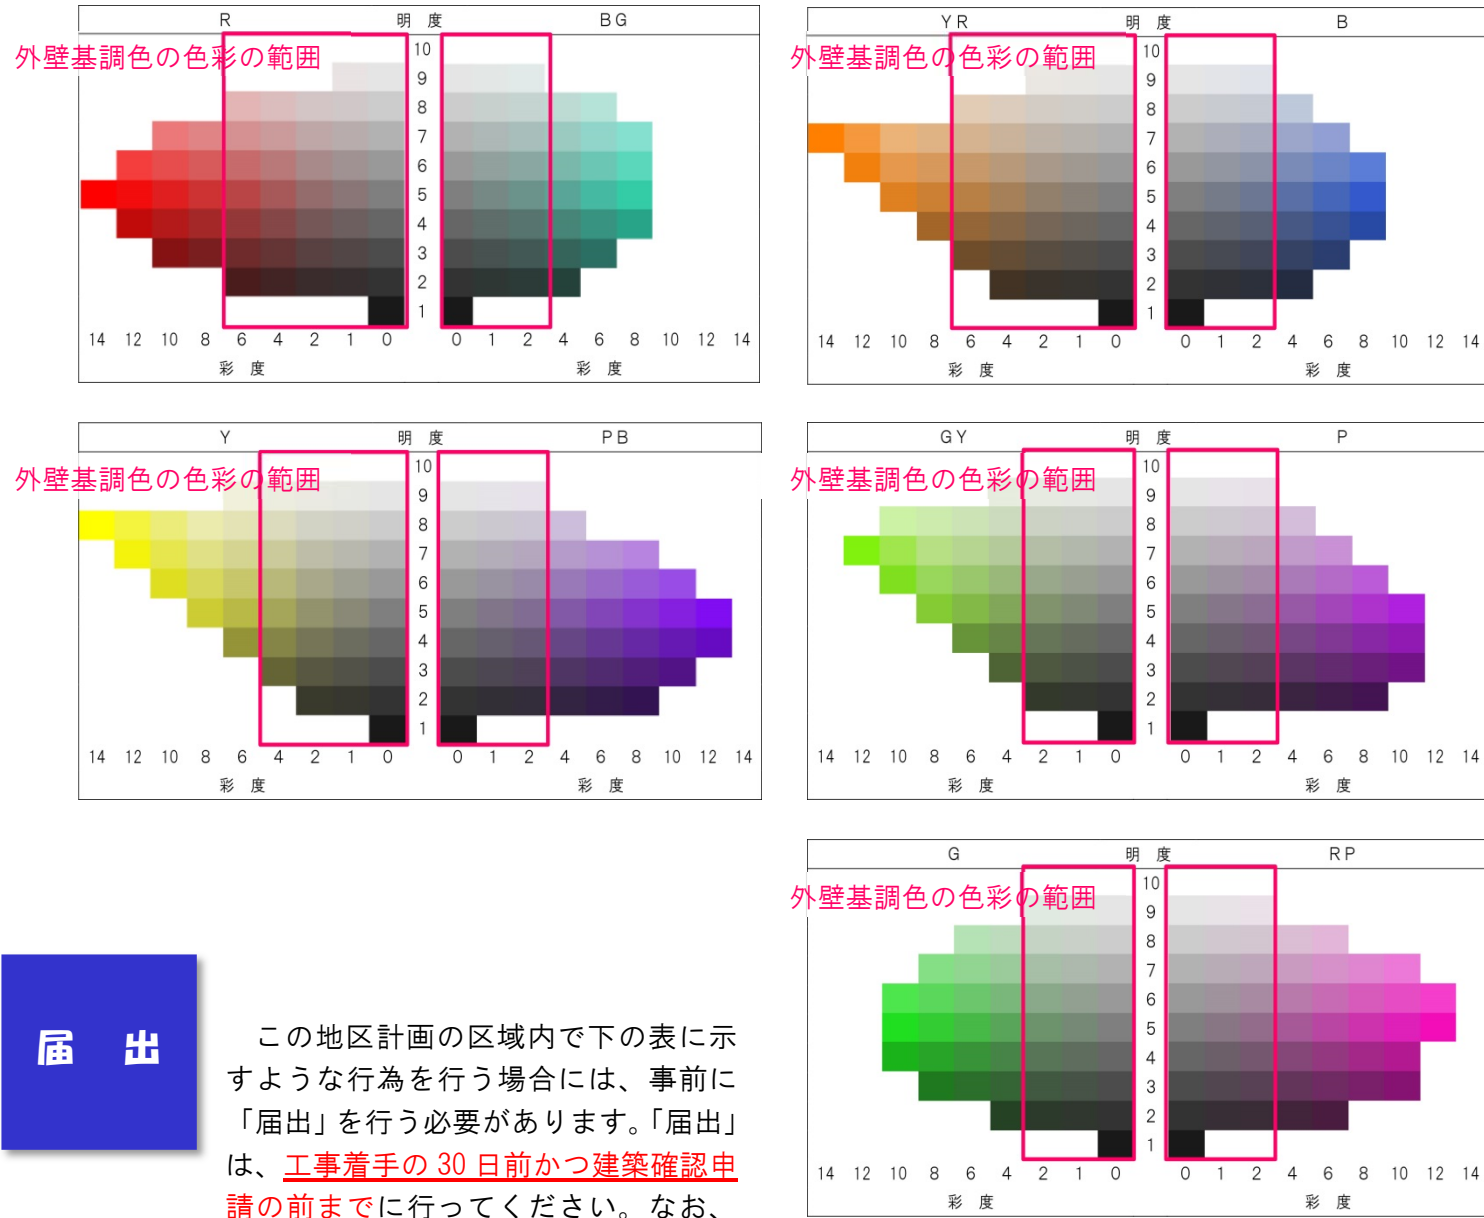 R 明度 BG
外壁基調色の色彩の範囲
10
9
8
7
6
5
4
3
2
1
14 12 10 8 6 4 2 1 0 0 1 2 4 6 8 10 12 14
彩度 彩度
YR 明度 B
外壁基調色の色彩の範囲
10
9
8
7
6
5
4
3
2
1
14 12 10 8 6 4 2 1 0 0 1 2 4 6 8 10 12 14
彩度 彩度
Y 明度 PB
外壁基調色の色彩の範囲
10
9
8
7
6
5
4
3
2
1
14 12 10 8 6 4 2 1 0 0 1 2 4 6 8 10 12 14
彩度 彩度
GY 明度 P
外壁基調色の色彩の範囲
10
9
8
7
6
5
4
3
2
1
14 12 10 8 6 4 2 1 0 0 1 2 4 6 8 10 12 14
彩度 彩度
G 明度 RP
外壁基調色の色彩の範囲
10
9
8
7
6
5
4
3
2
1
14 12 10 8 6 4 2 1 0 0 1 2 4 6 8 10 12 14
彩度 彩度
届出
この地区計画の区域内で下の表に示
すような行為を行う場合には、事前に
「届出」を行う必要があります。「届出」
は、工事着手の30日前かつ建築確認申
請の前までに行ってください。なお、